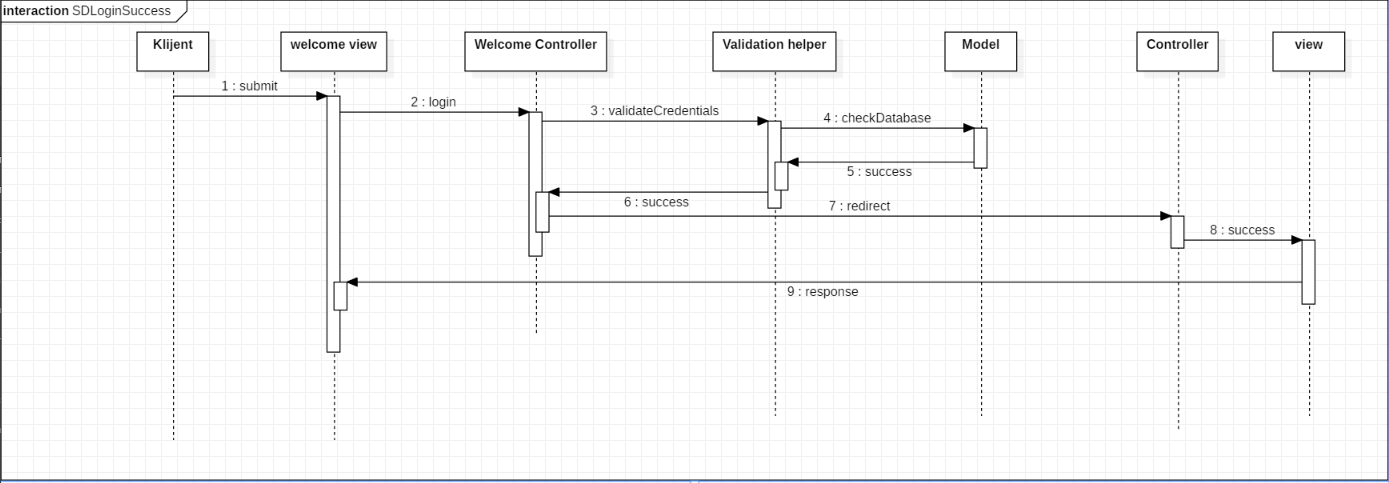 interaction SDLoginSuccess
Klijent
welcome view
Welcome Controller
Validation helper
Model
Controller
view
1 : submit
2 : login
3 : validateCredentials
4 : checkDatabase
5 : success
6 : success
7 : redirect
8 : success
9 : response